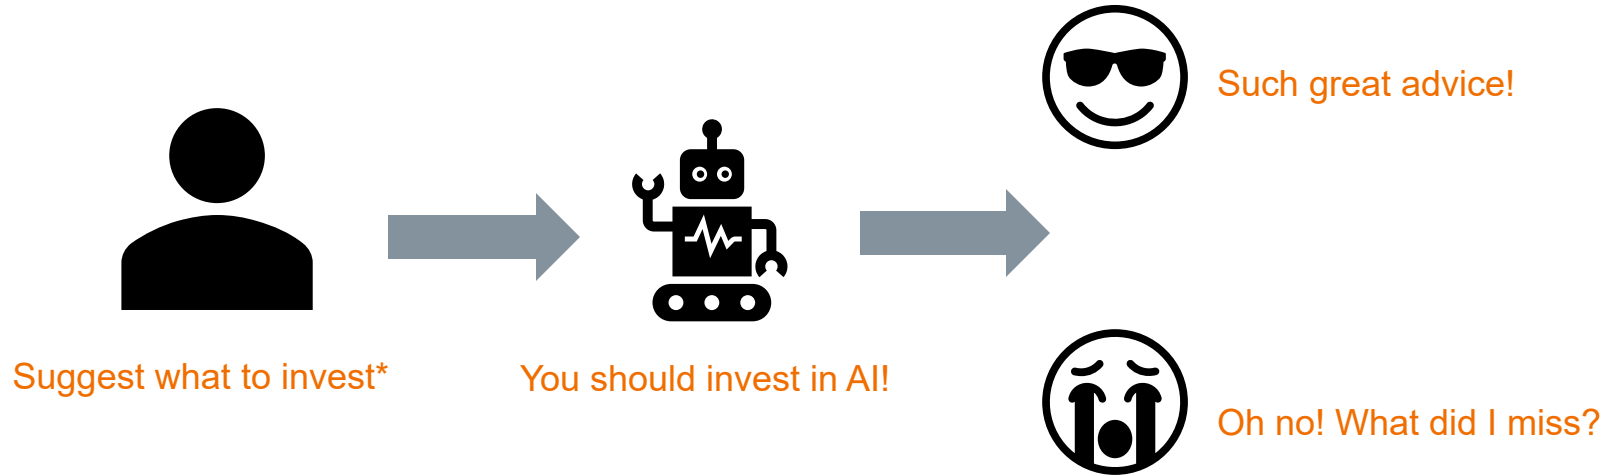 Such great advice!
Suggest what to invest*
You should invest in AI!
Oh no! What did I miss?